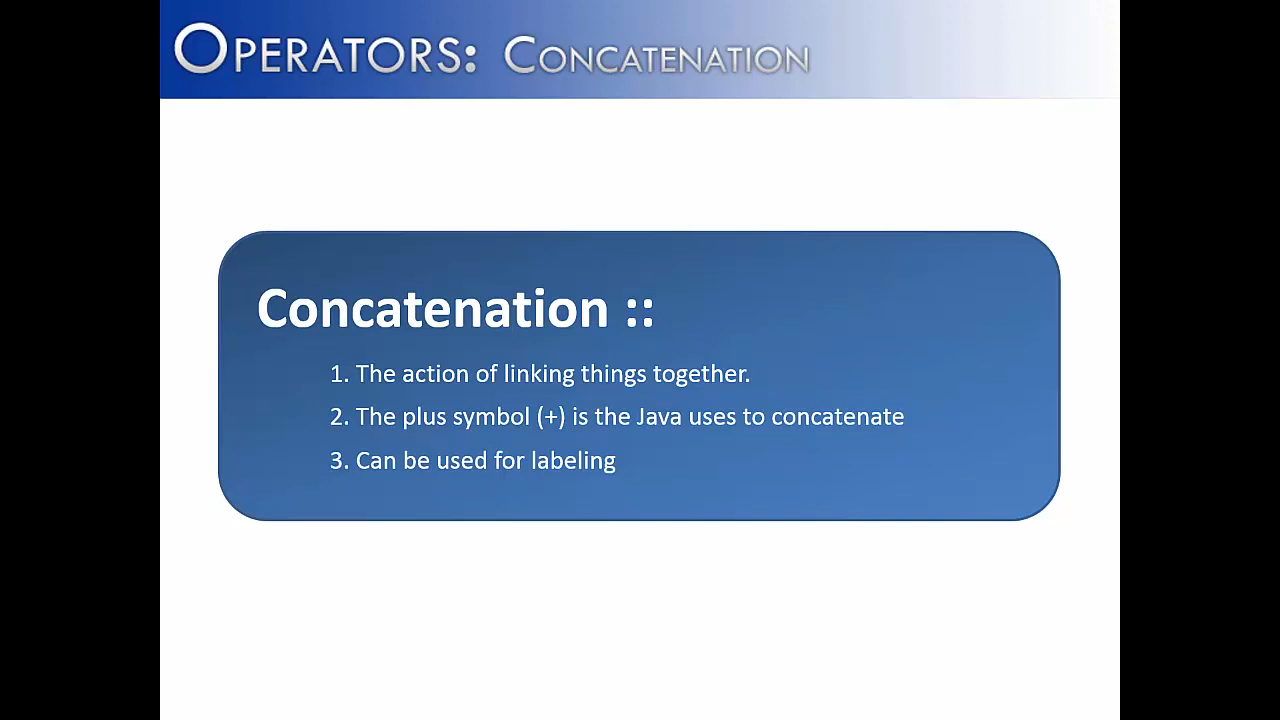 OPERATORS: CONCATENATION
Concatenation ::
1. The action of linking things together.
2. The plus symbol (+) is the Java uses to concatenate
3. Can be used for labeling